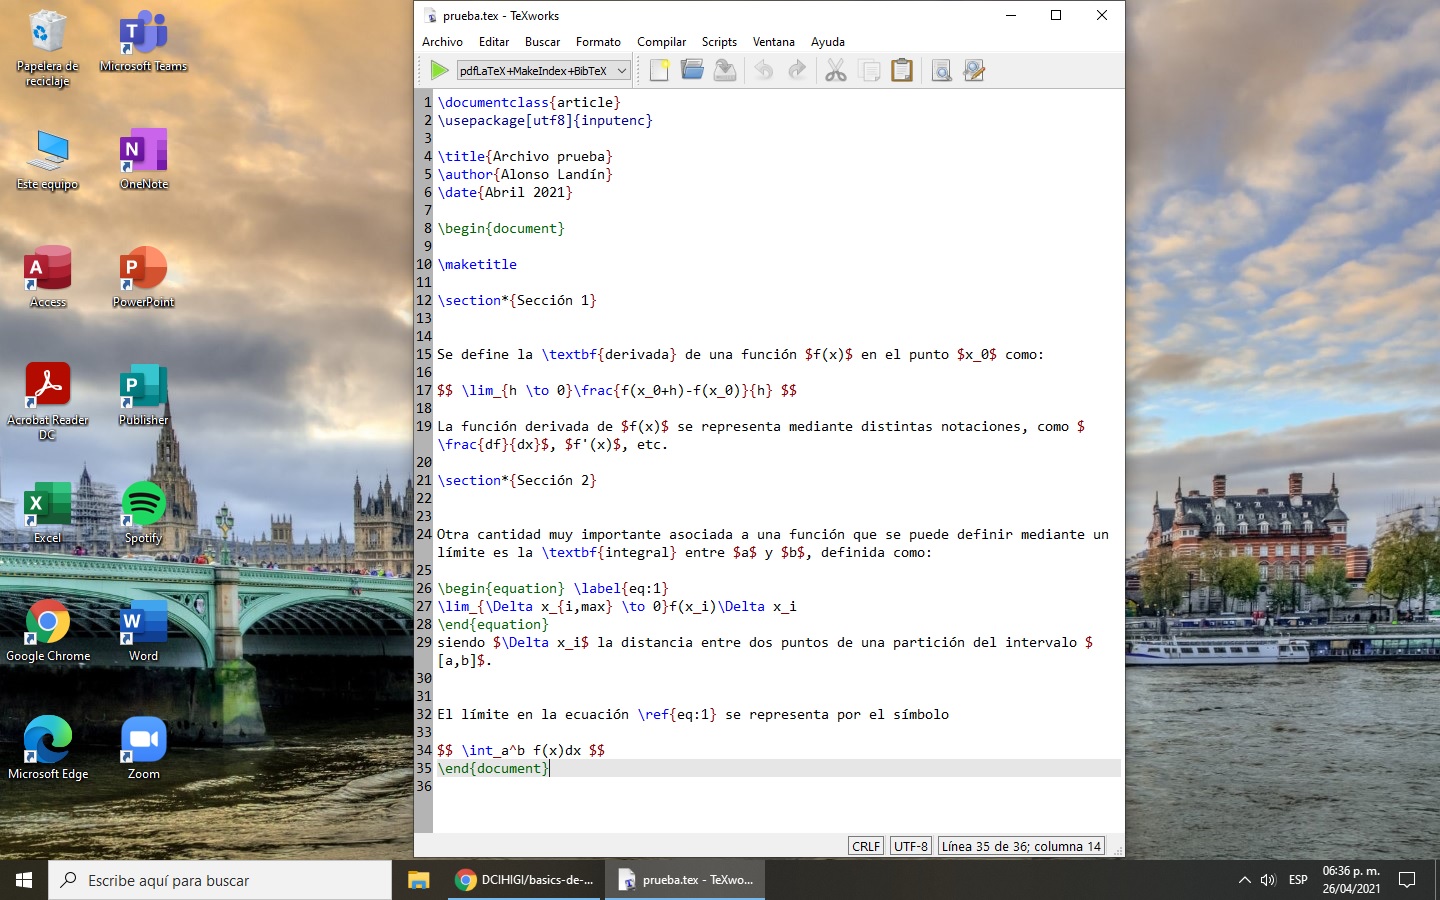 Papelera de
reciclaje
Microsoft Teams
Este equipo
OneNote
Access
PowerPoint
Acrobat Reader
DC
Publisher
Excel
Spotify
Google Chrome
Word
Microsoft Edge
Zoom
prueba.tex - TeXworks
Archivo Editar Buscar Formato Compilar Scripts Ventana Ayuda
pdfLaTeX+MakeIndex+BibTeX
1 \documentclass{article}
2 \usepackage[utf8]{inputenc}
3
4 \title{Archivo prueba}
5 \author{Alonso Landín}
6 \date{Abril 2021}
7
8 \begin{document}
9
10 \maketitle
11
12 \section*{Sección 1}
13
14
15 Se define la \textbf{derivada} de una función $f(x)$ en el punto $x_0$ como:
16
17 $$ \lim_{h \to 0}\frac{f(x_0+h)-f(x_0)}{h} $$
18
19 La función derivada de $f(x)$ se representa mediante distintas notaciones, como $
\frac{df}{dx}$, $f'(x)$, etc.
20
21 \section*{Sección 2}
22
23
24 Otra cantidad muy importante asociada a una función que se puede definir mediante un
límite es la \textbf{integral} entre $a$ y $b$, definida como:
25
26 \begin{equation} \label{eq:1}
27 \lim_{\Delta x_{i,max} \to 0}f(x_i)\Delta x_i
28 \end{equation}
29 siendo $\Delta x_i$ la distancia entre dos puntos de una partición del intervalo $
[a,b]$.
30
31
32 El límite en la ecuación \ref{eq:1} se representa por el símbolo
33
34 $$ \int_a^b f(x)dx $$
35 \end{document}
36
CRLF UTF-8 Línea 35 de 36; columna 14
Escribe aquí para buscar
DCIHIGI/basics-de-...
prueba.tex - TeXwo...
ESP
06:36 p. m.
26/04/2021